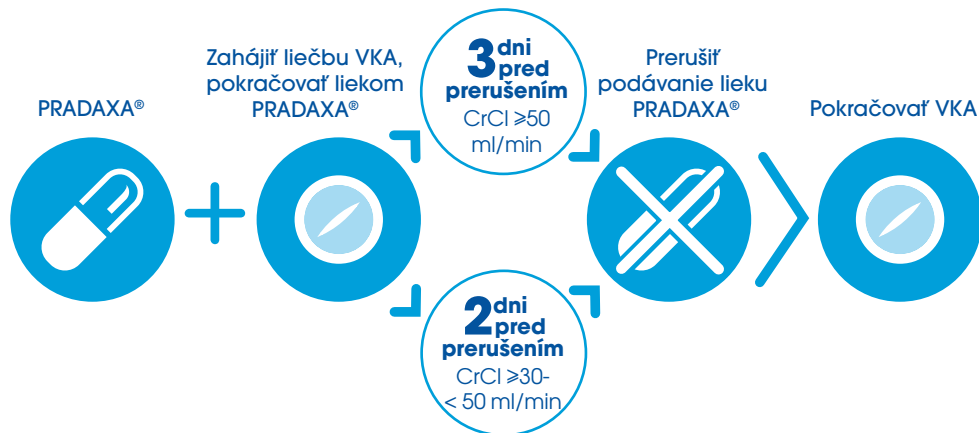 PRADAXA®
Zahájiť liečbu VKA,
pokračovať liekom
PRADAXA®
3 dni
pred
prerušením
CrCl ⩾50
ml/min
2 dni
pred
prerušením
CrCl ⩾30-
< 50 ml/min
Prerušiť
podávanie lieku
PRADAXA®
Pokračovať VKA